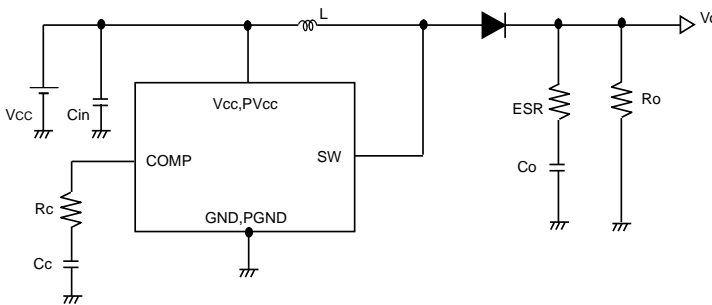 L
Vo
Vcc,PVcc
VCC
Cin
ESR
Ro
COMP
SW
Co
Rc
GND,PGND
Cc